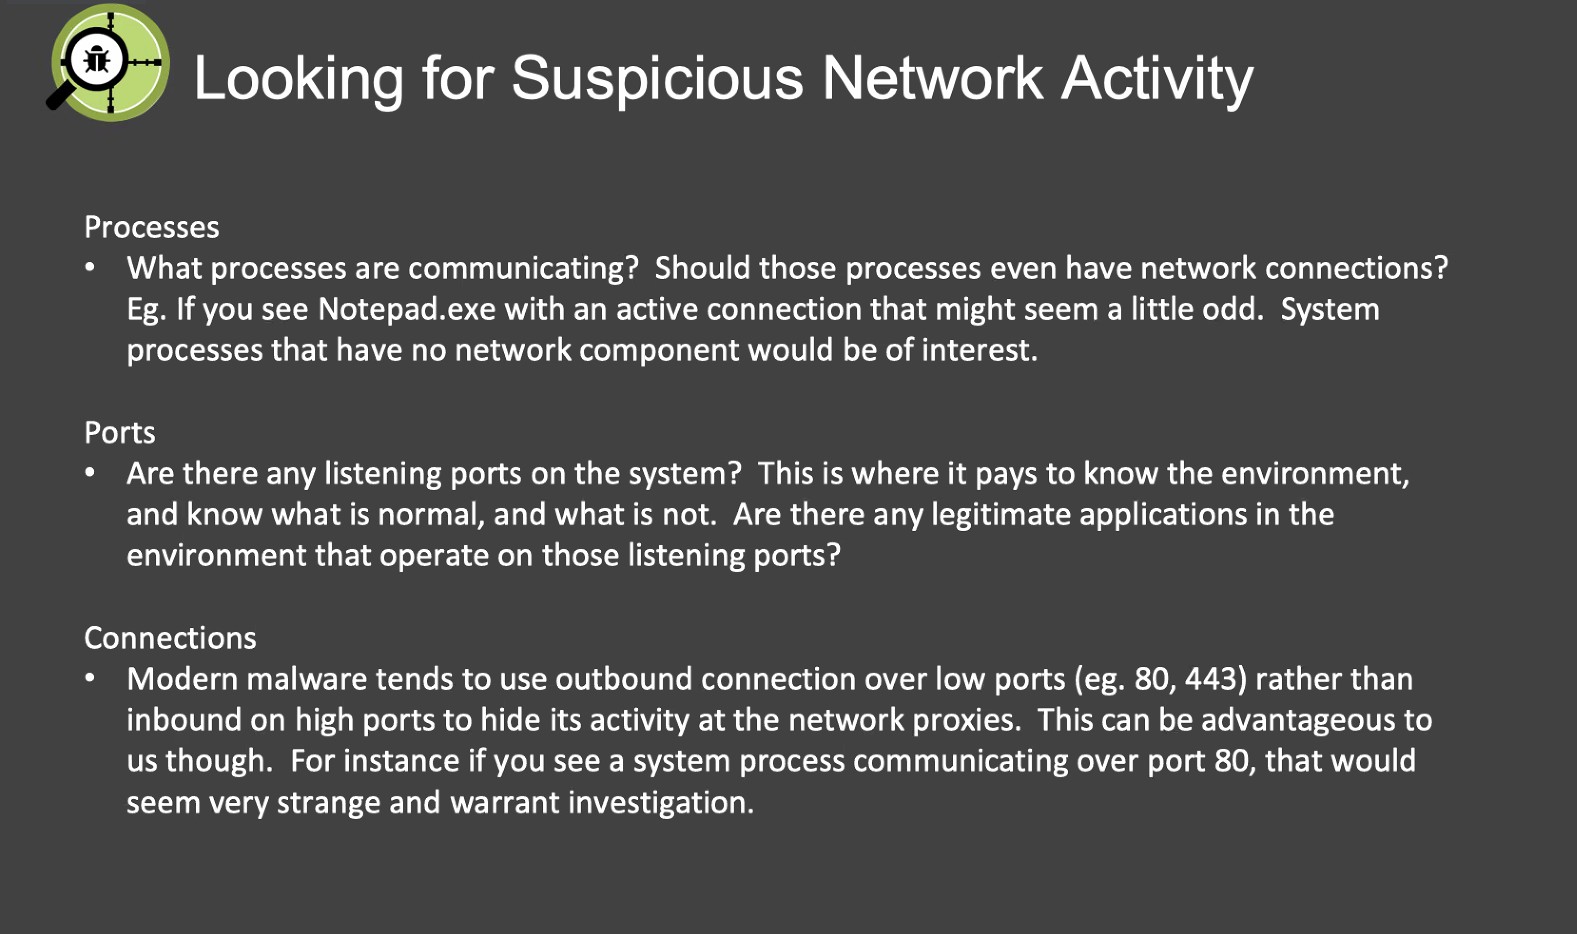 Looking for Suspicious Network Activity
Processes
• What processes are communicating?  Should those processes even have network connections?
Eg. If you see Notepad.exe with an active connection that might seem a little odd.  System
processes that have no network component would be of interest.
Ports
• Are there any listening ports on the system?  This is where it pays to know the environment,
and know what is normal, and what is not.  Are there any legitimate applications in the
environment that operate on those listening ports?
Connections
• Modern malware tends to use outbound connection over low ports (eg. 80, 443) rather than
inbound on high ports to hide its activity at the network proxies.  This can be advantageous to
us though.  For instance if you see a system process communicating over port 80, that would
seem very strange and warrant investigation.